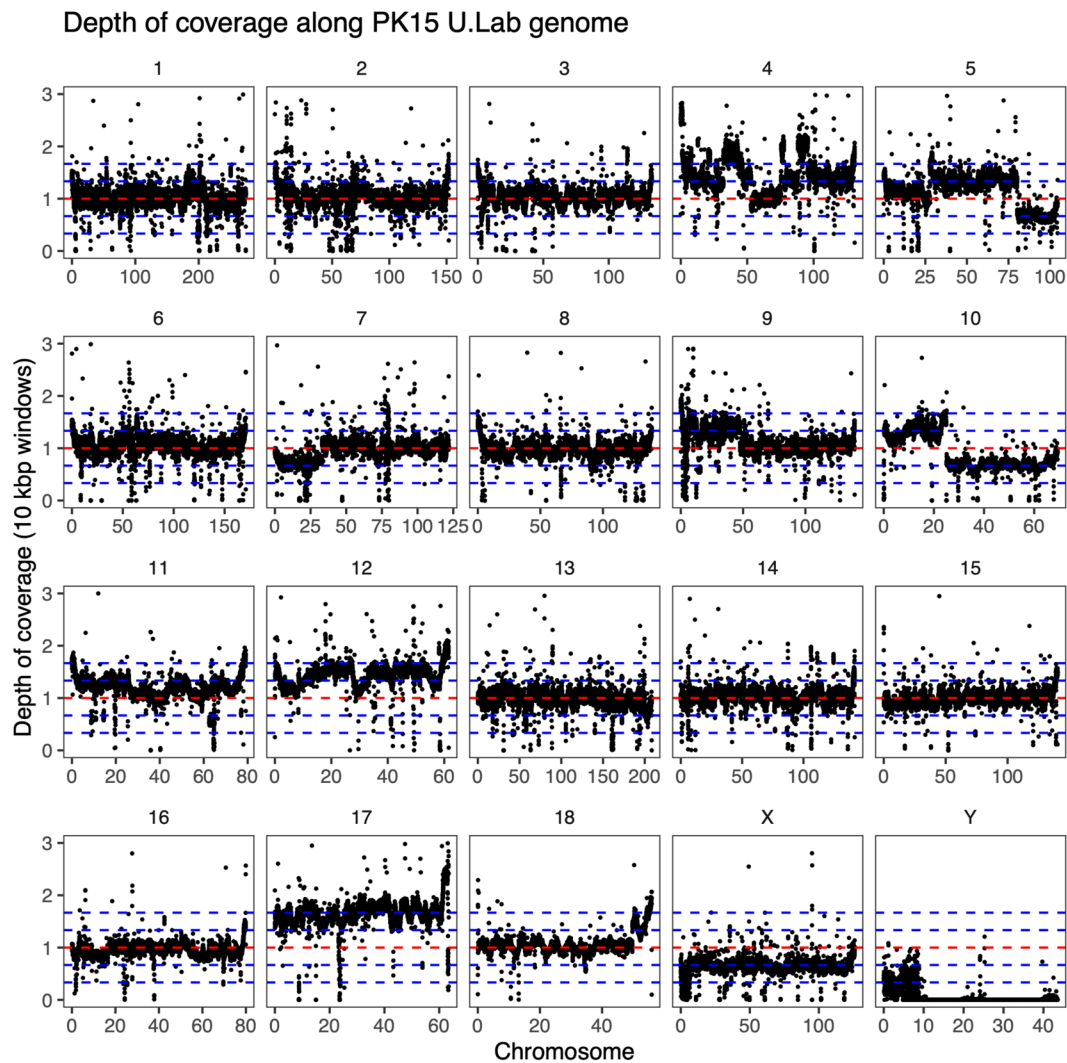 Depth of coverage along PK15 U.Lab genome
1 2 3 4 5
3
2
1
0
0 100 200 0 50 100 150 0 50 100 0 50 100 0 25 50 75 100
6 7 8 9 10
3
2
1
0
0 50 100 150 0 25 50 75 100 125 0 50 100 0 50 100 0 20 40 60
11 12 13 14 15
3
2
1
0
0 20 40 60 80 0 20 40 60 0 50 100 150 200 0 50 100 0 50 100
16 17 18 X Y
3
2
1
0
0 20 40 60 80 0 20 40 60 0 20 40 0 50 100 0 10 20 30 40
Chromosome
Depth of coverage (10 kbp windows)